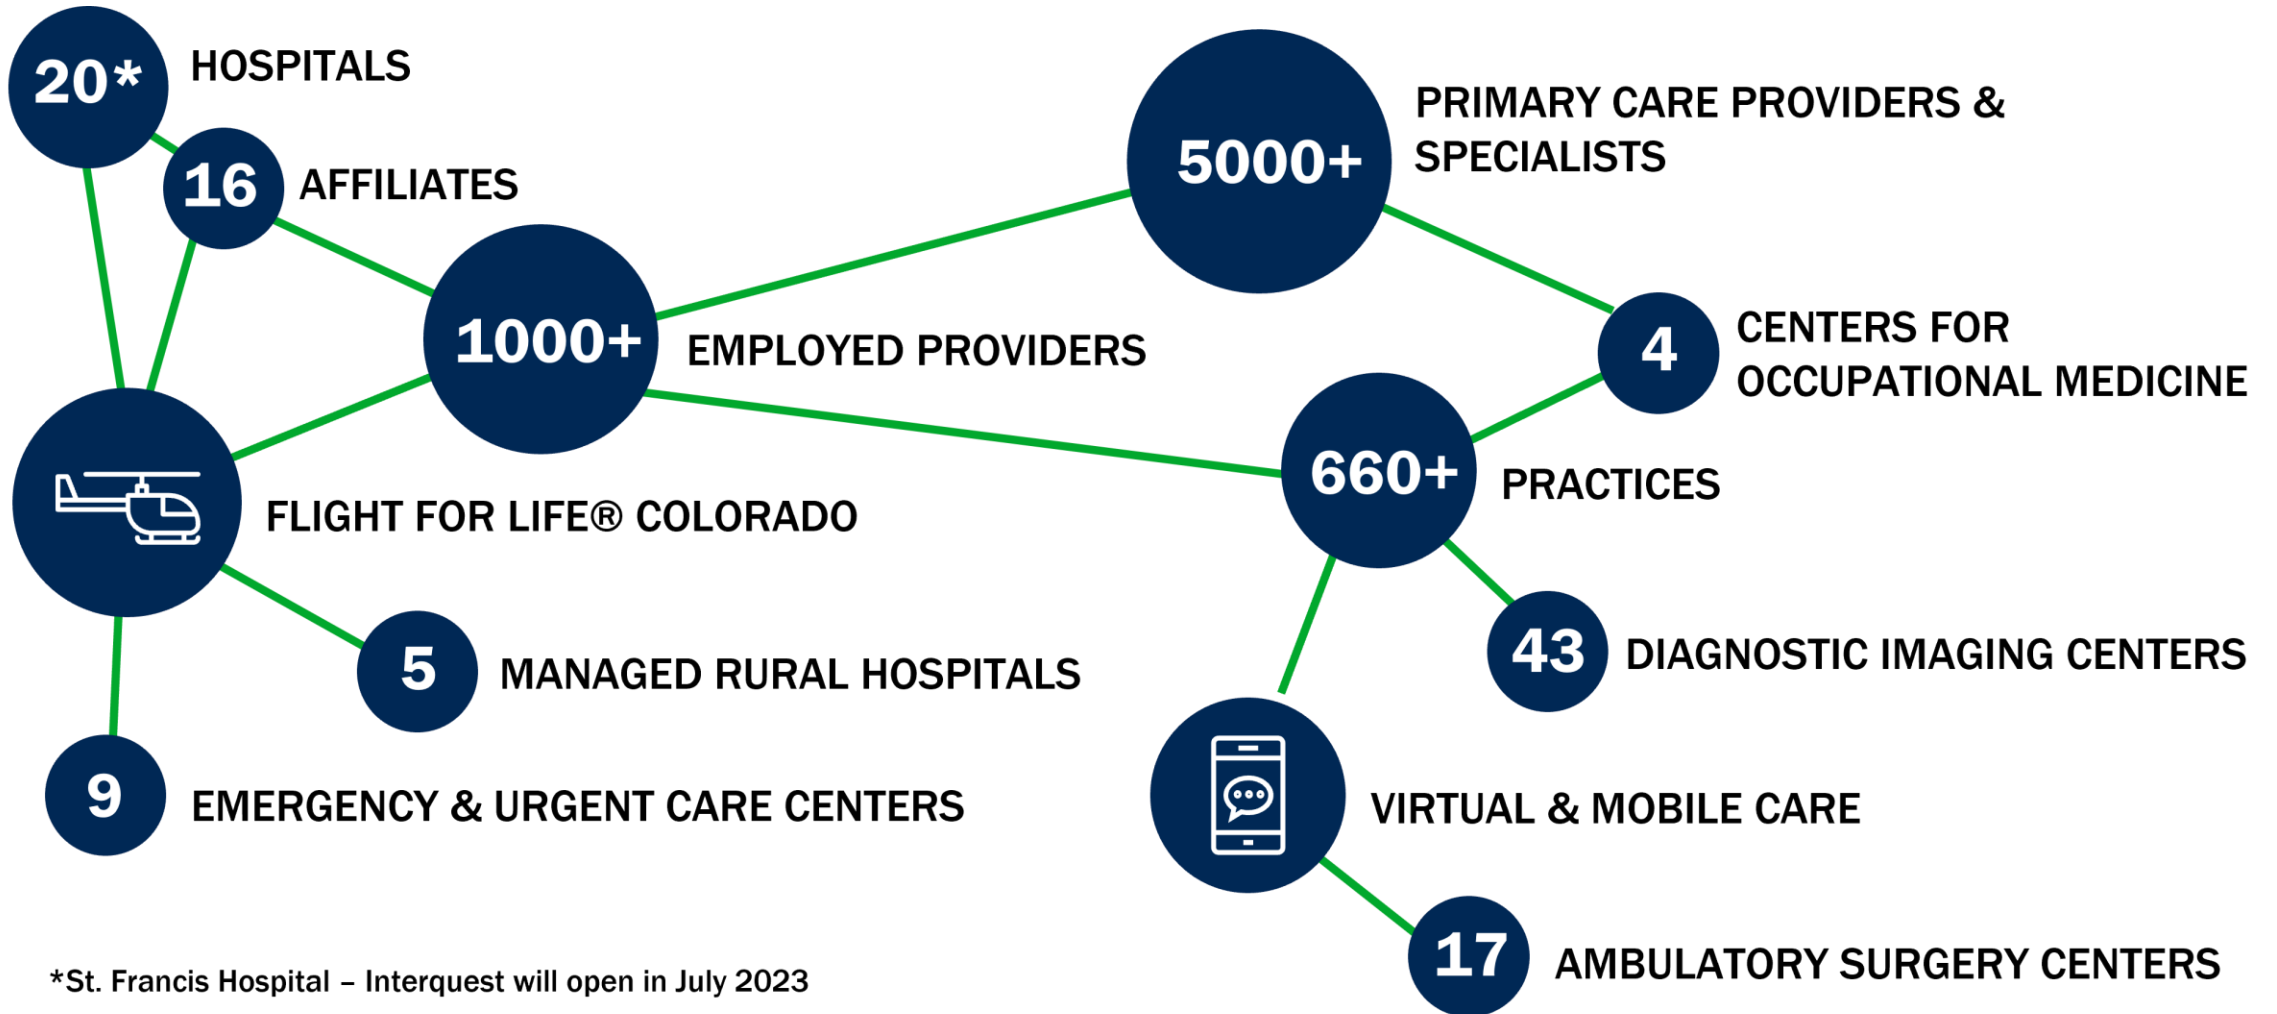 20*
HOSPITALS
16
AFFILIATES
5000+
PRIMARY CARE PROVIDERS &
SPECIALISTS
1000+
EMPLOYED PROVIDERS
4
CENTERS FOR
OCCUPATIONAL MEDICINE
660+
PRACTICES
FLIGHT FOR LIFE® COLORADO
5
MANAGED RURAL HOSPITALS
43
DIAGNOSTIC IMAGING CENTERS
9
EMERGENCY & URGENT CARE CENTERS
VIRTUAL & MOBILE CARE
17
AMBULATORY SURGERY CENTERS
*St. Francis Hospital – Interquest will open in July 2023